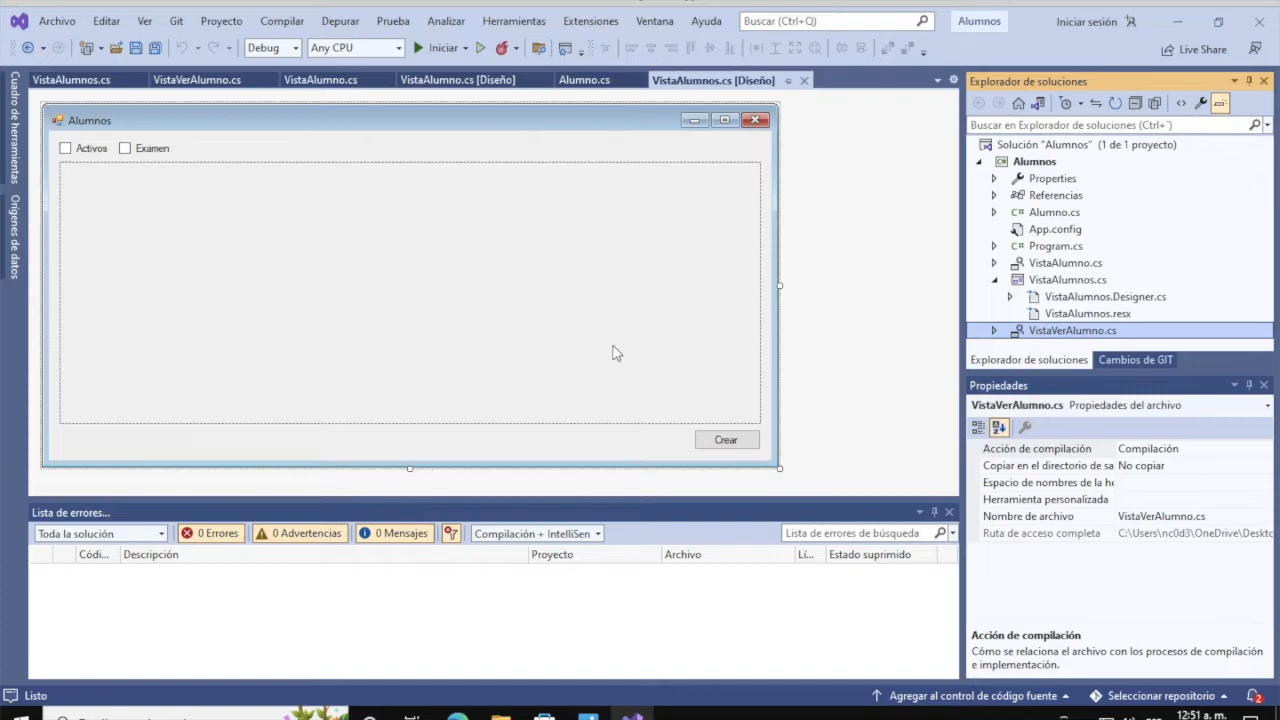 Archivo Editar Ver Git Proyecto Compilar Depurar Prueba Analizar Herramientas Extensiones Ventana Ayuda Buscar (Ctrl+Q) Alumnos Iniciar sesión
Debug Any CPU Iniciar Live Share
VistaAlumnos.cs VistaVerAlumno.cs VistaAlumno.cs VistaAlumno.cs [Diseño] Alumno.cs VistaAlumnos.cs [Diseño]
Cuadro de herramientas
Orígenes de datos
Alumnos
Activos Examen
Crear
Explorador de soluciones
Buscar en Explorador de soluciones (Ctrl+`)
Solución "Alumnos" (1 de 1 proyecto)
Alumnos
Properties
Referencias
C# Alumno.cs
App.config
C# Program.cs
VistaAlumno.cs
VistaAlumnos.cs
VistaAlumnos.Designer.cs
VistaAlumnos.resx
VistaVerAlumno.cs
Explorador de soluciones Cambios de GIT
Propiedades
VistaVerAlumno.cs Propiedades del archivo
Acción de compilación Compilación
Copiar en el directorio de sa No copiar
Espacio de nombres de la he
Herramienta personalizada
Nombre de archivo VistaVerAlumno.cs
Ruta de acceso completa C:\Users\nc0d3\OneDrive\Desktc
Acción de compilación
Cómo se relaciona el archivo con los procesos de compilación
e implementación.
Lista de errores...
Toda la solución 0 Errores 0 Advertencias 0 Mensajes Compilación + IntelliSen Lista de errores de búsqueda
Códi... Descripción Proyecto Archivo Lí... Estado suprimido
Listo Agregar al control de código fuente Seleccionar repositorio 2
12:51 a. m.